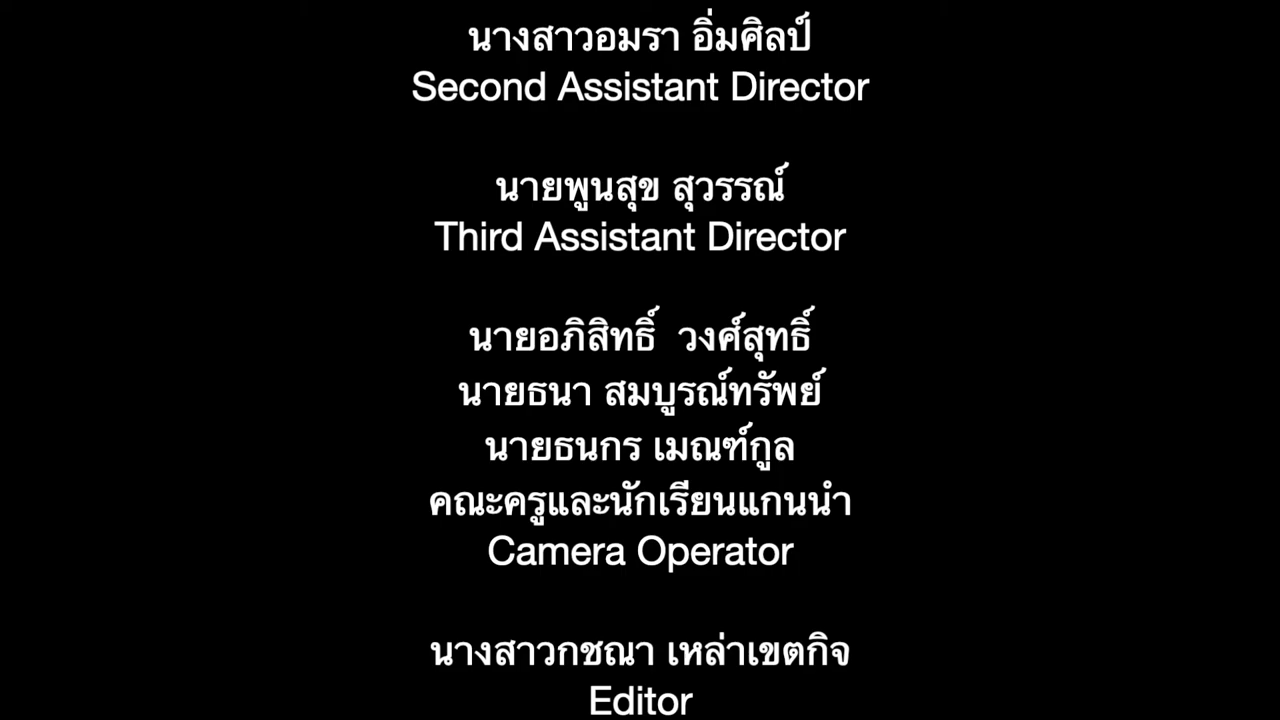 นางสาวอมรา อิ่มศิลป์
Second Assistant Director
นายพูนสุข สุวรรณ์
Third Assistant Director
นายอภิสิทธิ์  วงศ์สุทธิ์
นายธนา สมบูรณ์ทรัพย์
นายธนกร เมณฑ์กูล
คณะครูและนักเรียนแกนนำ
Camera Operator
นางสาวกชณา เหล่าเขตกิจ
Editor